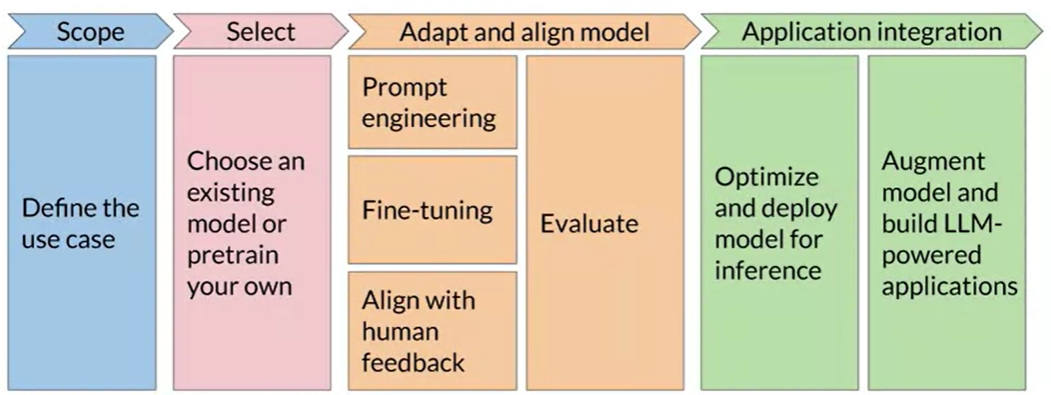 Scope
Select
Adapt and align model
Application integration
Define the
use case
Choose an
existing
model or
pretrain
your own
Prompt
engineering
Fine-tuning
Align with
human
feedback
Evaluate
Optimize
and deploy
model for
inference
Augment
model and
build LLM-
powered
applications